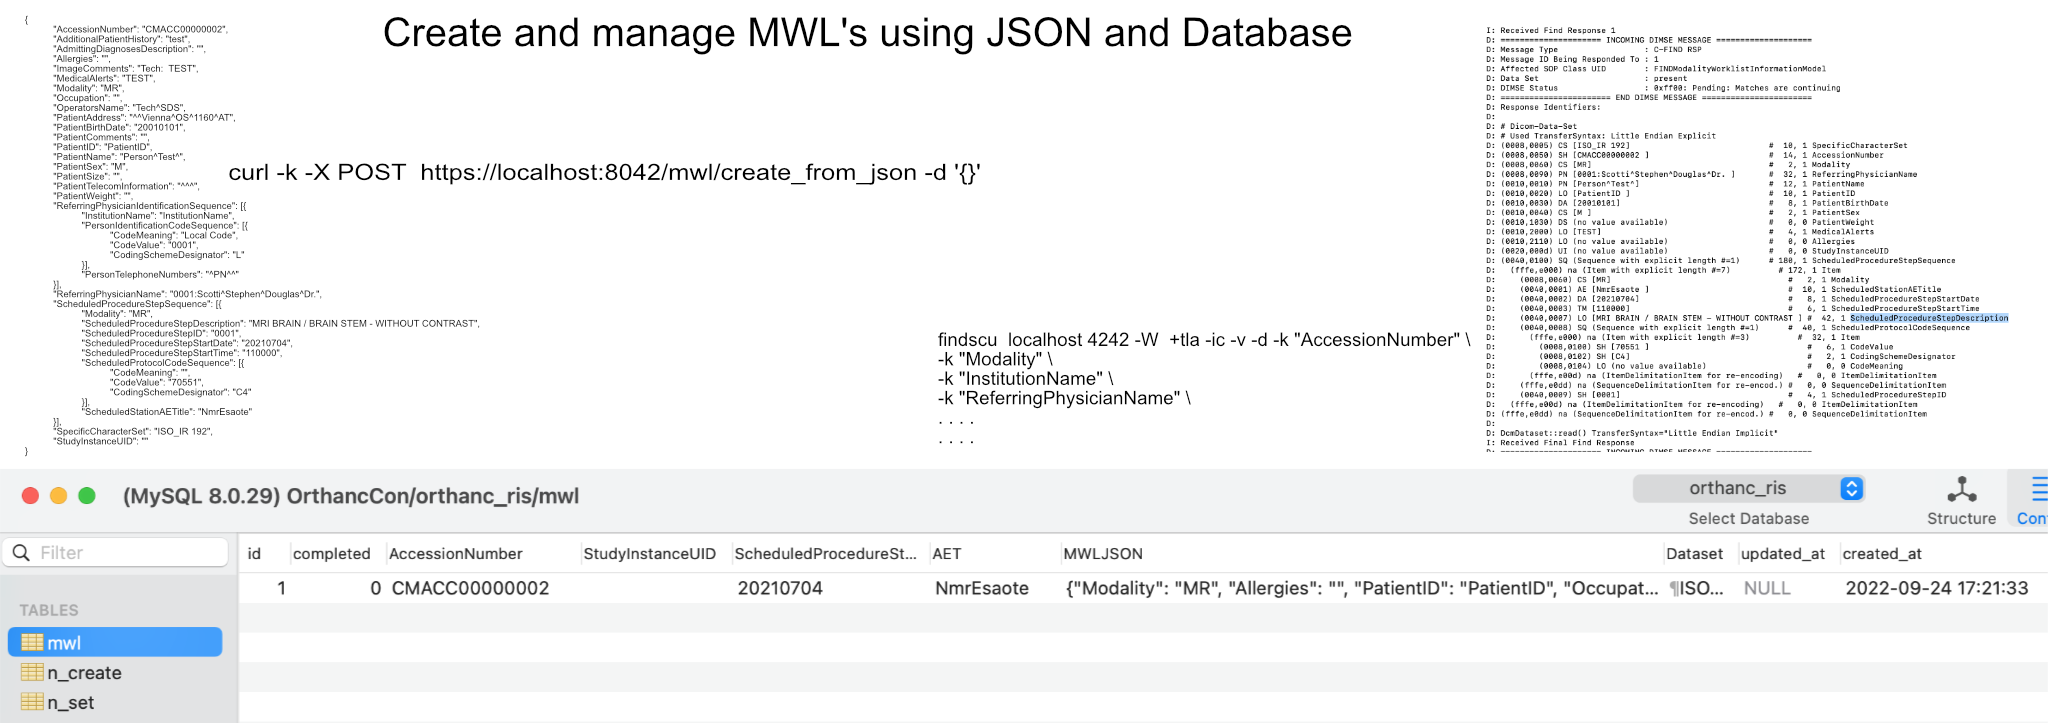 Create and manage MWL's using JSON and Database
{
"AccessionNumber": "CMACC00000002",
"AdditionalPatientHistory": "test",
"AdmittingDiagnosesDescription": "",
"Allergies": "",
"ImageComments": "Tech:  TEST",
"MedicalAlerts": "TEST",
"Modality": "MR",
"Occupation": "",
"OperatorsName": "Tech^SDS",
"PatientAddress": "^^Vienna^OS^1160^AT",
"PatientBirthDate": "20010101",
"PatientComments": "",
"PatientID": "PatientID",
"PatientName": "Person^Test^",
"PatientSex": "M"
"PatientSize": "",
"PatientTelecomInformation": "^^^",
"PatientWeight": "",
"ReferringPhysicianIdentificationSequence": [{
"InstitutionName": "InstitutionName",
"PersonIdentificationCodeSequence": [{
"CodeMeaning": "Local Code",
"CodeValue": "0001",
"CodingSchemeDesignator": "L"
}],
"PersonTelephoneNumbers": "^PN^^"
}],
"ReferringPhysicianName": "0001:Scotti^Stephen^Douglas^Dr.",
"ScheduledProcedureStepSequence": [{
"Modality": "MR",
"ScheduledProcedureStepDescription": "MRI BRAIN / BRAIN STEM - WITHOUT CONTRAST",
"ScheduledProcedureStepID": "0001",
"ScheduledProcedureStepStartDate": "20210704",
"ScheduledProcedureStepStartTime": "110000",
"ScheduledProtocolCodeSequence": [{
"CodeMeaning": "",
"CodeValue": "70551",
"CodingSchemeDesignator": "C4"
}],
"ScheduledStationAETitle": "NmrEsaote"
}],
"SpecificCharacterSet": "ISO_IR 192",
"StudyInstanceUID": ""
}
curl -k -X POST  https://localhost:8042/mwl/create_from_json -d '{}'
findscu  localhost 4242 -W  +tla -ic -v -d -k "AccessionNumber" \
-k "Modality" \
-k "InstitutionName" \
-k "ReferringPhysicianName" \
. . . .
. . . .
I: Received Find Response 1
D: ===================== INCOMING DIMSE MESSAGE ====================
D: Message Type                  : C-FIND RSP
D: Message ID Being Responded To : 1
D: Affected SOP Class UID        : FINDModalityWorklistInformationModel
D: Data Set                      : present
D: DIMSE Status                  : 0xff00: Pending: Matches are continuing
D: ======================= END DIMSE MESSAGE =======================
D: Response Identifiers:
D:
D: # Dicom-Data-Set
D: # Used TransferSyntax: Little Endian Explicit
D: (0008,0005) CS [ISO_IR 192] # 10, 1 SpecificCharacterSet
D: (0008,0050) SH [CMACC00000002 ] # 14, 1 AccessionNumber
D: (0008,0060) CS [MR] # 2, 1 Modality
D: (0008,0090) PN [0001:Scotti^Stephen^Douglas^Dr. ] # 32, 1 ReferringPhysicianName
D: (0010,0010) PN [Person^Test^] # 12, 1 PatientName
D: (0010,0020) LO [PatientID ] # 10, 1 PatientID
D: (0010,0030) DA [20010101] # 8, 1 PatientBirthDate
D: (0010,0040) CS [M ] # 2, 1 PatientSex
D: (0010,1030) DS (no value available) # 0, 0 PatientWeight
D: (0010,2000) LO [TEST] # 4, 1 MedicalAlerts
D: (0010,2110) LO (no value available) # 0, 0 Allergies
D: (0020,000d) UI (no value available) # 0, 0 StudyInstanceUID
D: (0040,0100) SQ (Sequence with explicit length #=1) # 180, 1 ScheduledProcedureStepSequence
D: (fffe,e000) na (Item with explicit length #=7) # 172, 1 Item
D: (0008,0060) CS [MR] # 2, 1 Modality
D: (0040,0001) AE [NmrEsaote ] # 10, 1 ScheduledStationAETitle
D: (0040,0002) DA [20210704] # 8, 1 ScheduledProcedureStepStartDate
D: (0040,0003) TM [110000] # 6, 1 ScheduledProcedureStepStartTime
D: (0040,0007) LO [MRI BRAIN / BRAIN STEM - WITHOUT CONTRAST ] # 42, 1 ScheduledProcedureStepDescription
D: (0040,0008) SQ (Sequence with explicit length #=1) # 40, 1 ScheduledProtocolCodeSequence
D: (fffe,e000) na (Item with explicit length #=3) # 32, 1 Item
D: (0008,0100) SH [70551 ] # 6, 1 CodeValue
D: (0008,0102) SH [C4] # 2, 1 CodingSchemeDesignator
D: (0008,0104) LO (no value available) # 0, 0 CodeMeaning
D: (fffe,e00d) na (ItemDelimitationItem for re-encoding) # 0, 0 ItemDelimitationItem
D: (fffe,e0dd) na (SequenceDelimitationItem for re-encod.) # 0, 0 SequenceDelimitationItem
D: (0040,0009) SH [0001] # 4, 1 ScheduledProcedureStepID
D: (fffe,e00d) na (ItemDelimitationItem for re-encoding) # 0, 0 ItemDelimitationItem
D: (fffe,e0dd) na (SequenceDelimitationItem for re-encod.) # 0, 0 SequenceDelimitationItem
D:
D: DcmDataset::read() TransferSyntax="Little Endian Implicit"
I: Received Final Find Response
D: ===================== INCOMING DIMSE MESSAGE ====================
(MySQL 8.0.29) OrthancCon/orthanc_ris/mwl
orthanc_ris
Select Database
Structure
Cont
Filter
TABLES
mwl
n_create
n_set
id completed AccessionNumber StudyInstanceUID ScheduledProcedureSt... AET MWLJSON Dataset updated_at created_at
1 0 CMACC00000002 20210704 NmrEsaote {"Modality": "MR", "Allergies": "", "PatientID": "PatientID", "Occupat... ¶ISO... NULL 2022-09-24 17:21:33